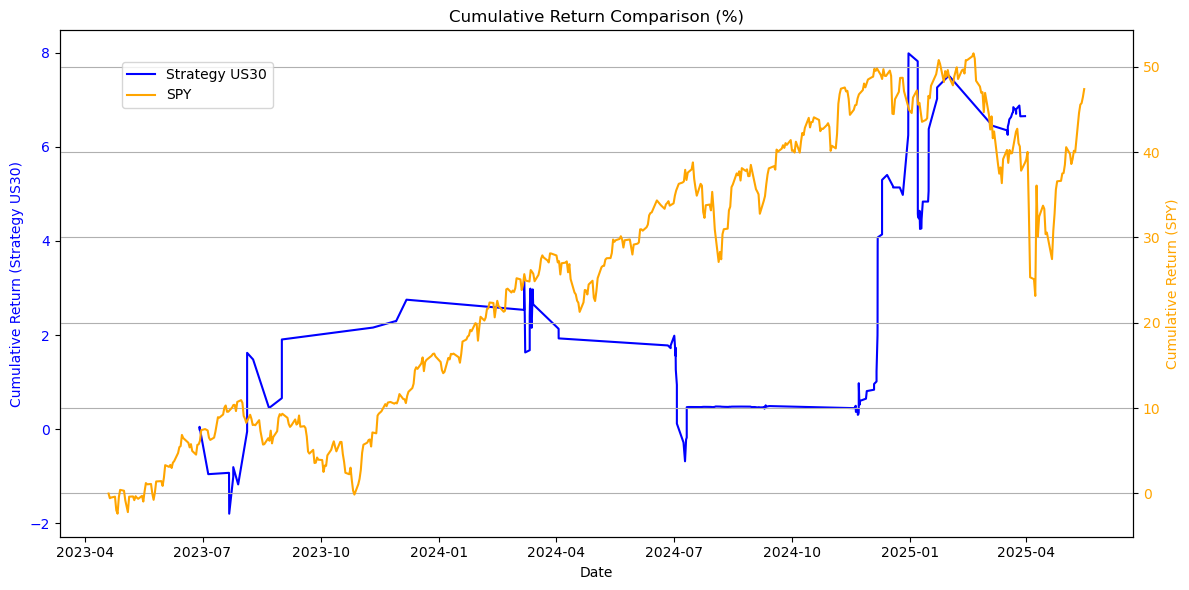 Cumulative Return Comparison (%)
Strategy US30
SPY
Cumulative Return (Strategy US30)
8
6
4
2
0
−2
Cumulative Return (SPY)
50
40
30
20
10
0
2023-04 2023-07 2023-10 2024-01 2024-04 2024-07 2024-10 2025-01 2025-04
Date